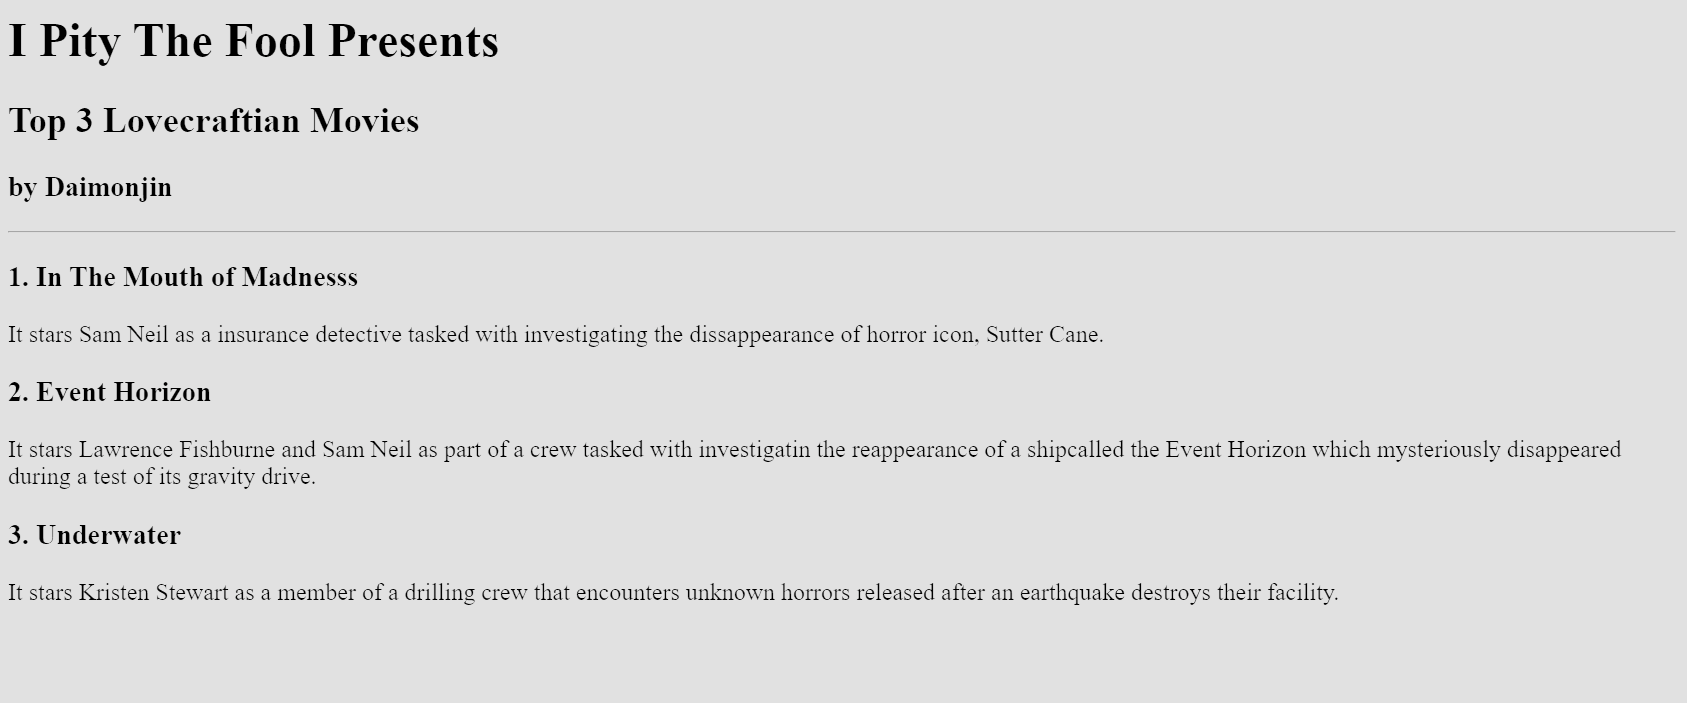 I Pity The Fool Presents
Top 3 Lovecraftian Movies
by Daimonjin
1. In The Mouth of Madnesss
It stars Sam Neil as a insurance detective tasked with investigating the dissappearance of horror icon, Sutter Cane.
2. Event Horizon
It stars Lawrence Fishburne and Sam Neil as part of a crew tasked with investigatin the reappearance of a shipcalled the Event Horizon which mysteriously disappeared
during a test of its gravity drive.
3. Underwater
It stars Kristen Stewart as a member of a drilling crew that encounters unknown horrors released after an earthquake destroys their facility.